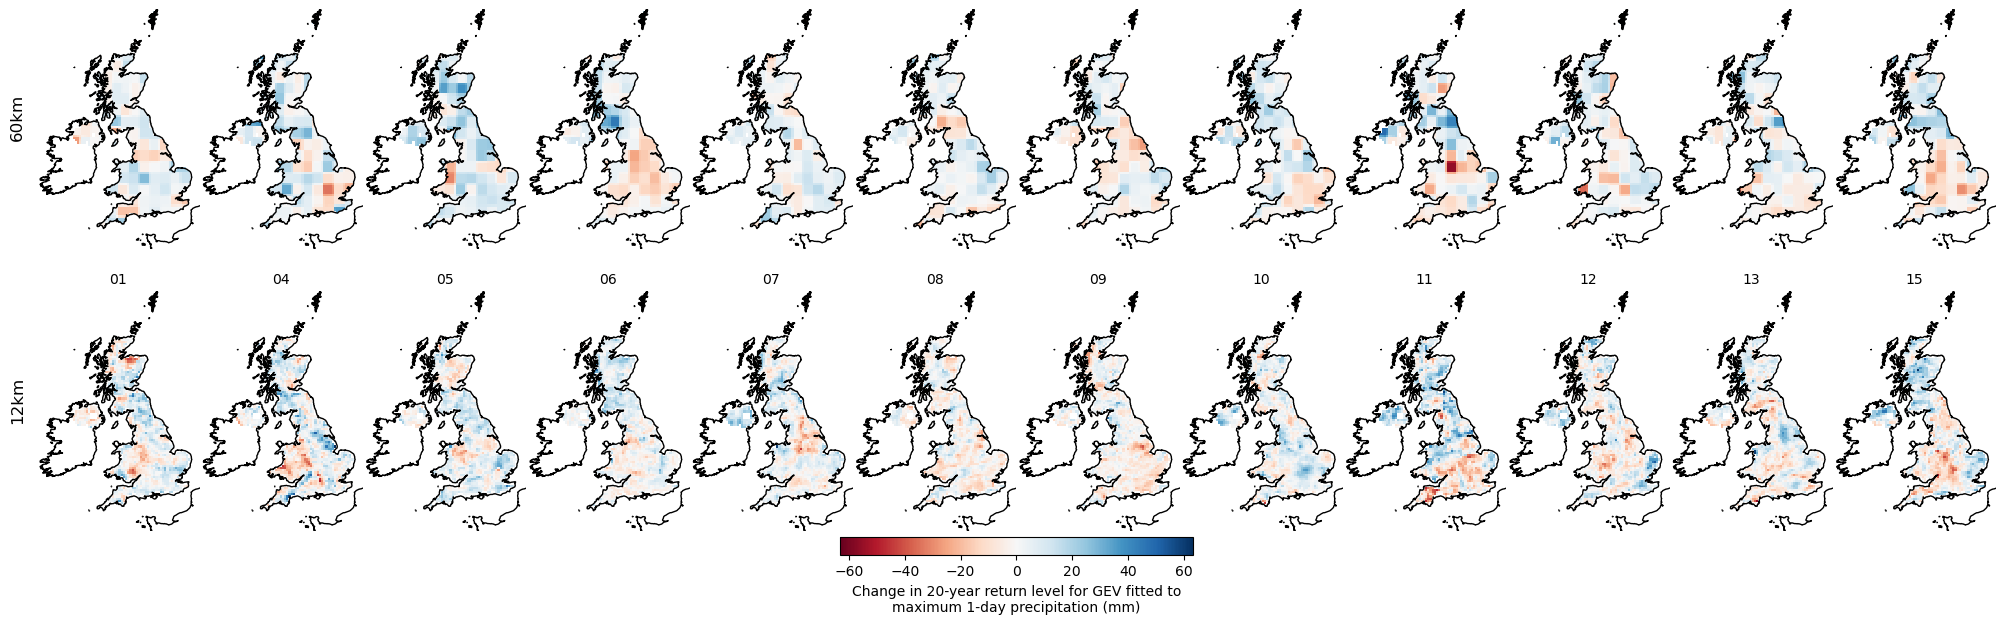 60km
01 04 05 06 07 08 09 10 11 12 13 15
12km
−60 −40 −20 0 20 40 60
Change in 20-year return level for GEV fitted to
maximum 1-day precipitation (mm)